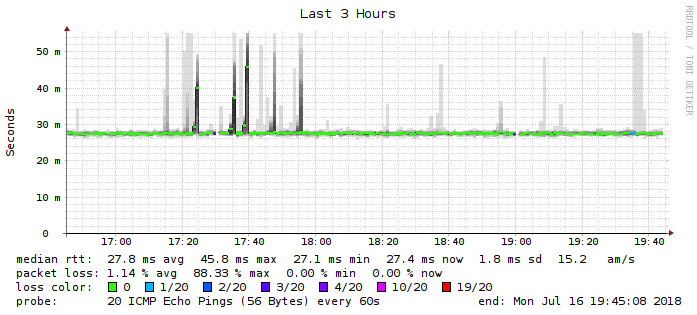 Last 3 Hours
RRDTOOL / TOBI OETIKER
Seconds
50 m
40 m
30 m
20 m
10 m
0
17:00 17:20 17:40 18:00 18:20 18:40 19:00 19:20 19:40
median rtt: 27.8 ms avg 45.8 ms max 27.1 ms min 27.4 ms now 1.8 ms sd 15.2 am/s
packet loss: 1.14 % avg 88.33 % max 0.00 % min 0.00 % now
loss color: 0 1/20 2/20 3/20 4/20 10/20 19/20
probe: 20 ICMP Echo Pings (56 Bytes) every 60s end: Mon Jul 16 19:45:08 2018